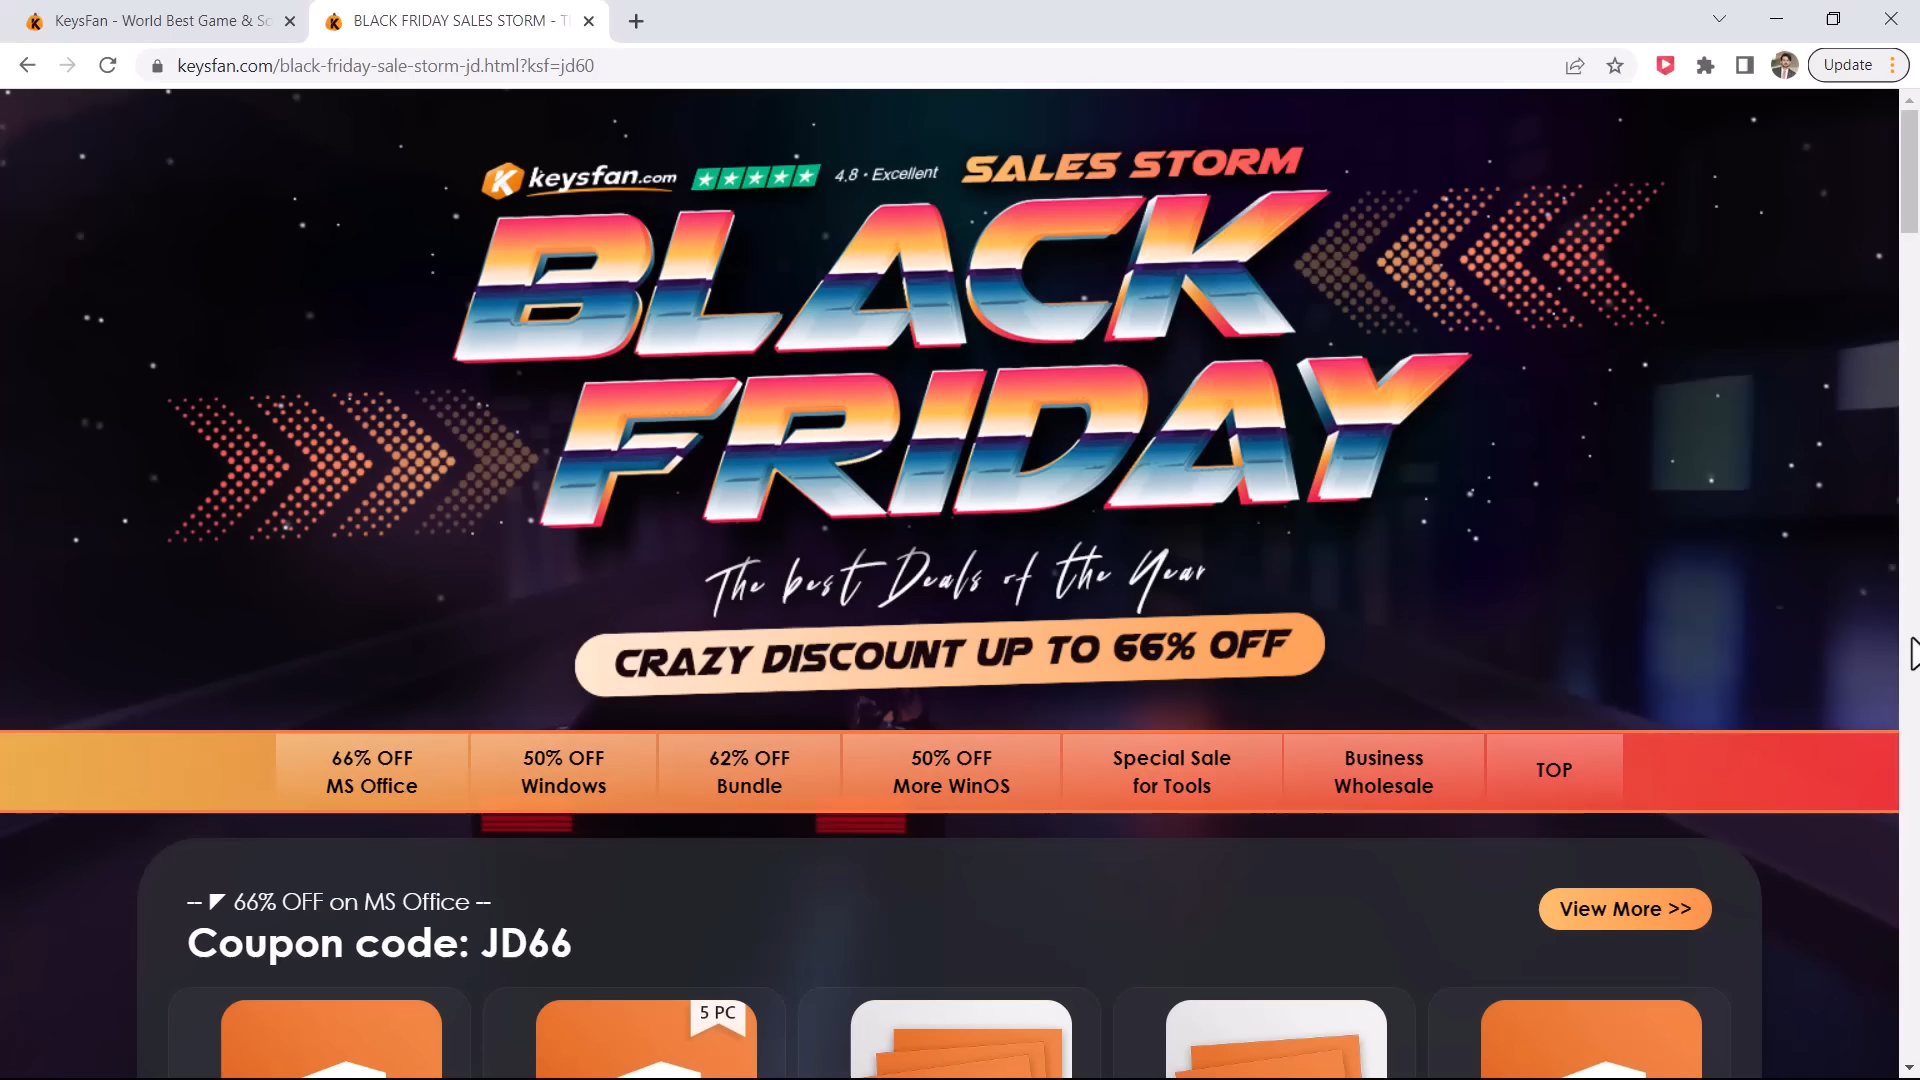 KeysFan - World Best Game & So
BLACK FRIDAY SALES STORM - T
keysfan.com/black-friday-sale-storm-jd.html?ksf=jd60
Update
keysfan.com
4.8 • Excellent
SALES STORM
BLACK
FRIDAY
The best Deals of the Year
CRAZY DISCOUNT UP TO 66% OFF
66% OFF
MS Office
50% OFF
Windows
62% OFF
Bundle
50% OFF
More WinOS
Special Sale
for Tools
Business
Wholesale
TOP
-- ◤ 66% OFF on MS Office --
Coupon code: JD66
View More >>
5 PC